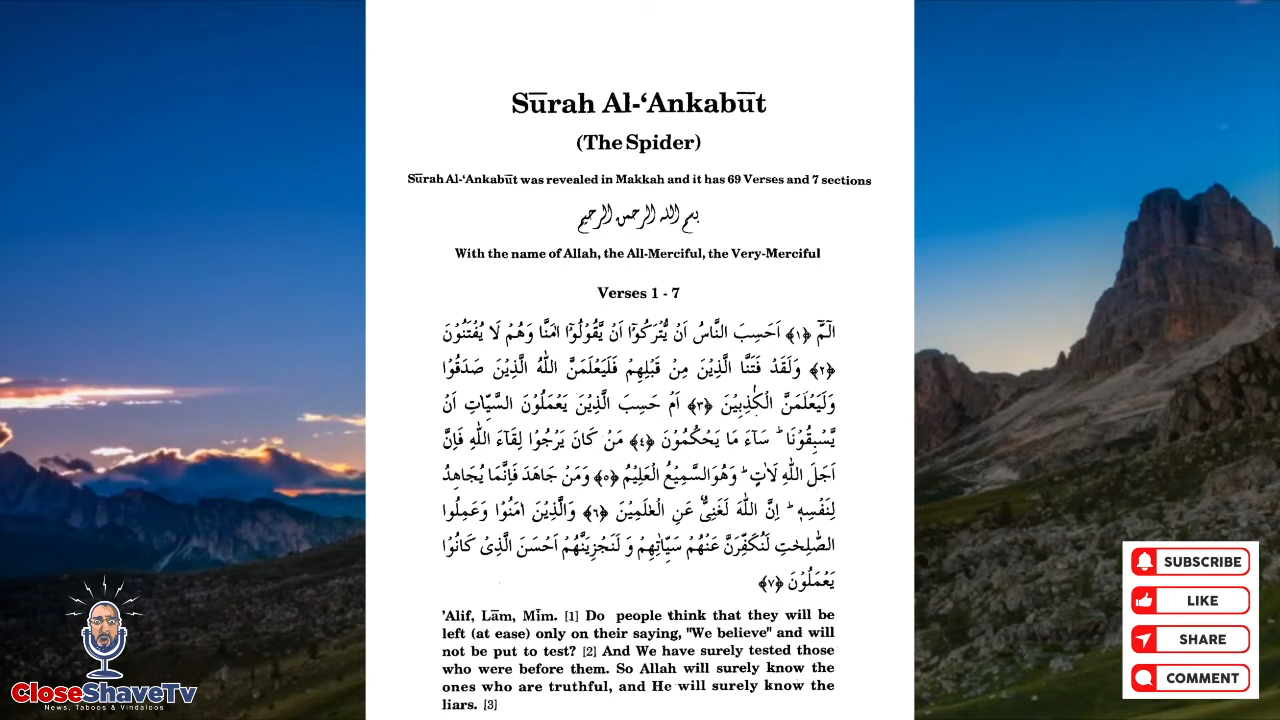 Sūrah Al-‘Ankabūt
(The Spider)
Sūrah Al-‘Ankabūt was revealed in Makkah and it has 69 Verses and 7 sections
بسم الله الرحمن الرحيم
With the name of Allah, the All-Merciful, the Very-Merciful
Verses 1 - 7
الٓمّٓ ﴿١﴾ اَحَسِبَ النَّاسُ اَنْ يُّتْرَكُوْٓا اَنْ يَّقُوْلُوْٓا اٰمَنَّا وَهُمْ لَا يُفْتَنُوْنَ
﴿٢﴾ وَلَقَدْ فَتَنَّا الَّذِيْنَ مِنْ قَبْلِهِمْ فَلَيَعْلَمَنَّ اللّٰهُ الَّذِيْنَ صَدَقُوْا
وَلَيَعْلَمَنَّ الْكٰذِبِيْنَ ﴿٣﴾ اَمْ حَسِبَ الَّذِيْنَ يَعْمَلُوْنَ السَّيِّاٰتِ اَنْ
يَّسْبِقُوْنَا ؕ سَآءَ مَا يَحْكُمُوْنَ ﴿٤﴾ مَنْ كَانَ يَرْجُوْا لِقَآءَ اللّٰهِ فَاِنَّ
اَجَلَ اللّٰهِ لَاٰتٍ ؕ وَهُوَالسَّمِيْعُ الْعَلِيْمُ ﴿٥﴾ وَمَنْ جَاهَدَ فَاِنَّمَا يُجَاهِدُ
لِنَفْسِهٖ ؕ اِنَّ اللّٰهَ لَغَنِيٌّ عَنِ الْعٰلَمِيْنَ ﴿٦﴾ وَالَّذِيْنَ اٰمَنُوْا وَعَمِلُوا
الصّٰلِحٰتِ لَنُكَفِّرَنَّ عَنْهُمْ سَيِّاٰتِهِمْ وَ لَنَجْزِيَنَّهُمْ اَحْسَنَ الَّذِيْ كَانُوْا
يَعْمَلُوْنَ ﴿٧﴾
'Alif, Lām, Mīm. [1] Do people think that they will be
left (at ease) only on their saying, "We believe" and will
not be put to test? [2] And We have surely tested those
who were before them. So Allah will surely know the
ones who are truthful, and He will surely know the
liars. [3]
CloseShaveTv
News, Taboos & Vindaloos
SUBSCRIBE
LIKE
SHARE
COMMENT